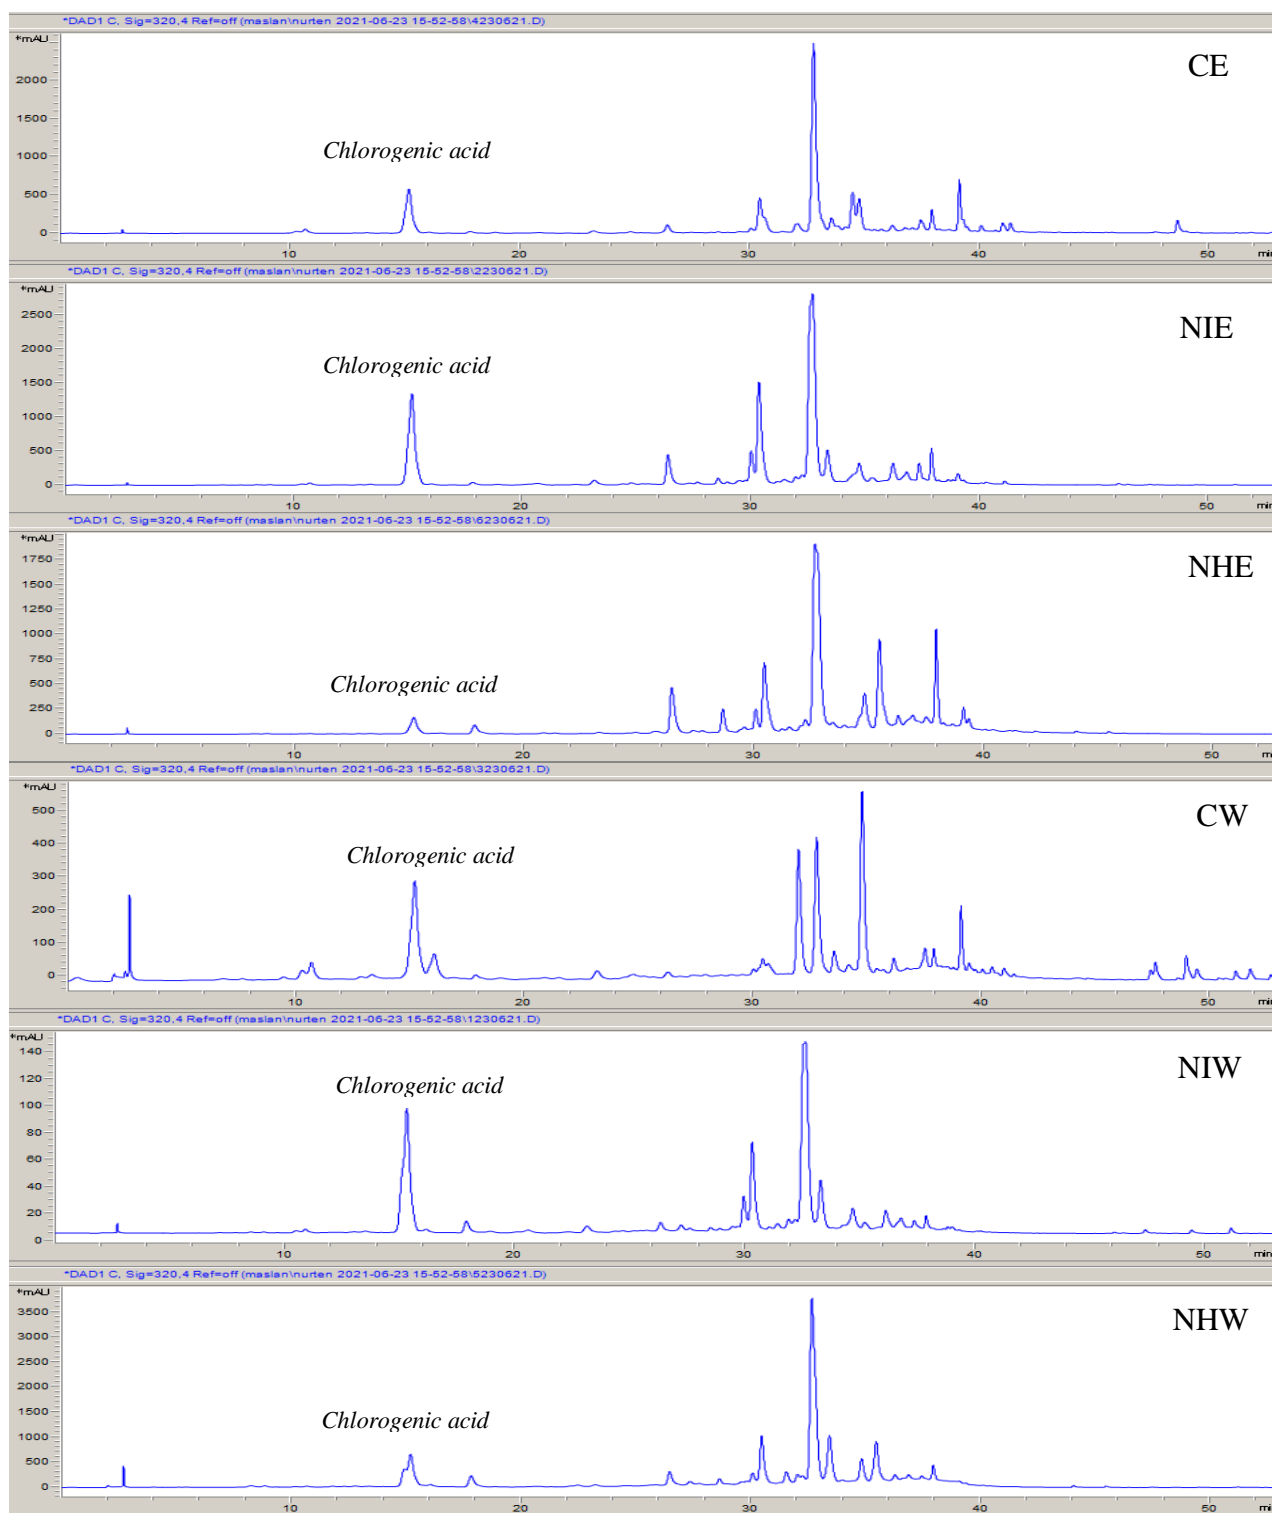 *DAD1 C, Sig=320,4 Ref=off (maslan\nurten 2021-06-23 15-52-58\4230621.D)
*mAU
CE
2000
1500
Chlorogenic acid
1000
500
0
10 20 30 40 50 min
*DAD1 C, Sig=320,4 Ref=off (maslan\nurten 2021-06-23 15-52-58\2230621.D)
*mAU
NIE
2500
2000
Chlorogenic acid
1500
1000
500
0
10 20 30 40 50 min
*DAD1 C, Sig=320,4 Ref=off (maslan\nurten 2021-06-23 15-52-58\6230621.D)
*mAU
NHE
1750
1500
1250
1000
750
Chlorogenic acid
500
250
0
10 20 30 40 50 m
*DAD1 C, Sig=320,4 Ref=off (maslan\nurten 2021-06-23 15-52-58\3230621.D)
*mAU
CW
500
400
Chlorogenic acid
300
200
100
0
10 20 30 40 50 m
*DAD1 C, Sig=320,4 Ref=off (maslan\nurten 2021-06-23 15-52-58\1230621.D)
*mAU
NIW
140
120
Chlorogenic acid
100
80
60
40
20
0
10 20 30 40 50 min
*DAD1 C, Sig=320,4 Ref=off (maslan\nurten 2021-06-23 15-52-58\5230621.D)
*mAU
NHW
3500
3000
2500
2000
1500
Chlorogenic acid
1000
500
0
10 20 30 40 50 mi